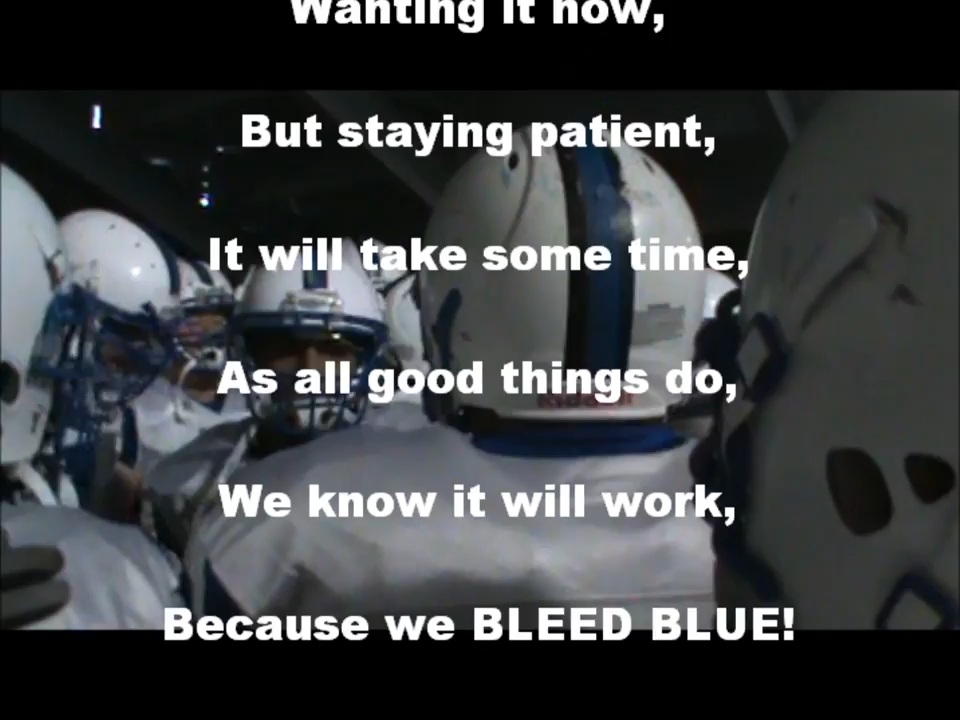 Wanting it now,
But staying patient,
It will take some time,
As all good things do,
We know it will work,
Because we BLEED BLUE!
Riddell